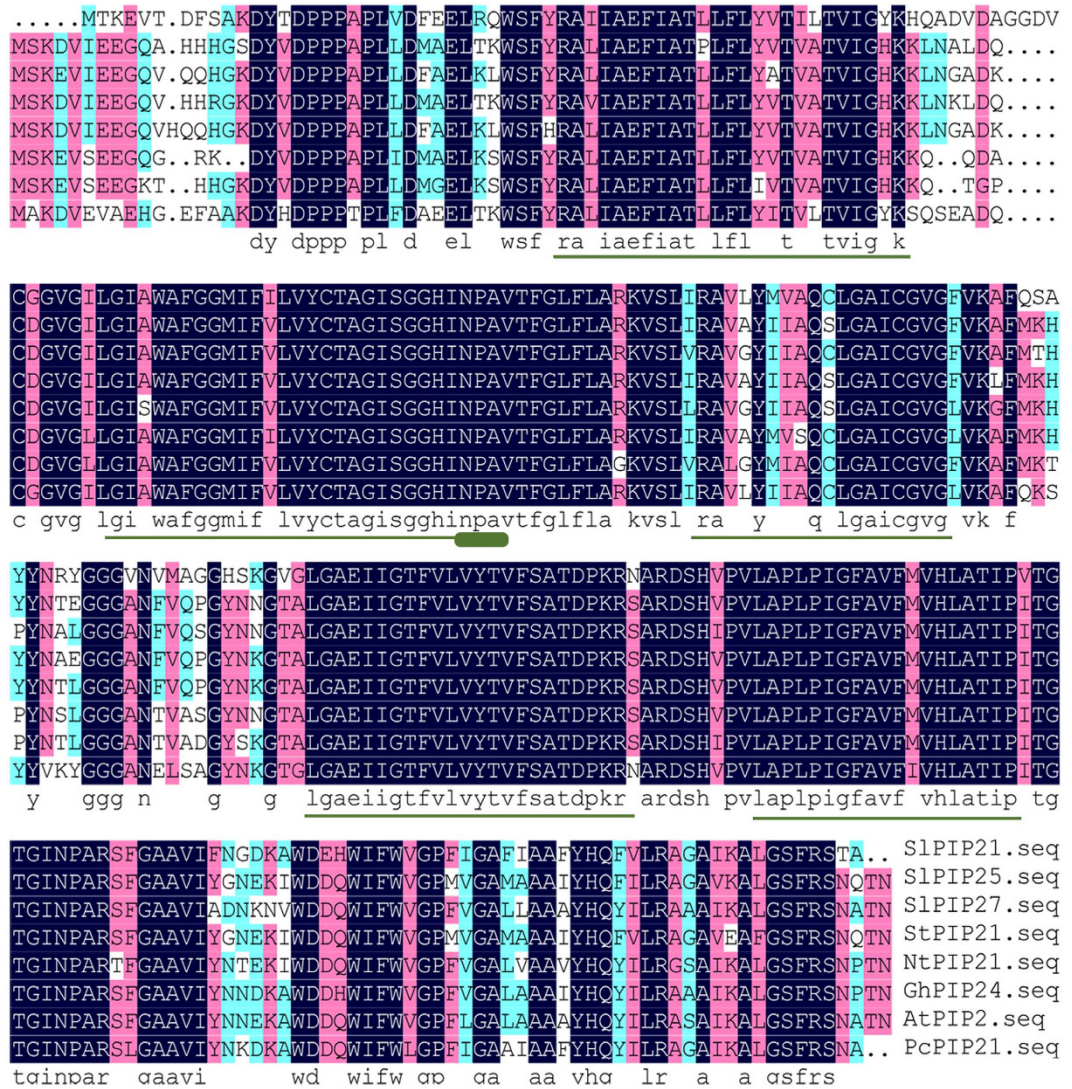 .....MTKEVT.DFSAKDYTDPPPAPLVDFEELRQWSFYRAIIAEFIATLLFLYVTILTVIGYKHQADVDAGGDV
MSKDVIEEGQA.HHHGSDYVDPPPAPLLDMAELTKWSFYRALIAEFIATPLFLYVTVATVIGHKKLNALDQ....
MSKEVIEEGQV.QQHGKDYVDPPPAPLLDFAELKLWSFYRALIAEFIATLLFLYATVATVIGHKKLNGADK....
MSKDVIEEGQV.HHRGKDYVDPPPAPLLDMAELTKWSFYRAVIAEFIATLLFLYVTVATVIGHKKLNKLDQ....
MSKDVIEEGQVHQQHGKDYVDPPPAPLLDFAELKLWSFHRALIAEFIATLLFLYVTVATVIGHKKLNGADK....
MSKEVSEEGQG..RK..DYVDPPPAPLIDMAELKSWSFYRALIAEFIATLLFLYVTVATVIGHKKQ..QDA....
MSKEVSEEGKT..HHGKDYVDPPPAPLLDMGELKSWSFYRALIAEFIATLLFLIVTVATVIGHKKQ..TGP....
MAKDVEVAEHG.EFAAKDYHDPPPTPLFDAEELTKWSFYRALIAEFIATLLFLYITVLTVIGYKSQSEADQ....
dy dppp pl d el wsf ra iaefiat lfl t tvig k
CGGVGILGIAWAFGGMIFILVYCTAGISGGHINPAVTFGLFLARKVSLIRAVLYMVAQCLGAICGVGFVKAFQSA
CDGVGILGIAWAFGGMIFVLVYCTAGISGGHINPAVTFGLFLARKVSLIRAVAYIIAQSLGAICGVGFVKAFMKH
CDGVGILGIAWAFGGMIFVLVYCTAGISGGHINPAVTFGLFLARKVSLVRAVGYIIAQCLGAICGVGFVKAFMTH
CDGVGILGIAWAFGGMIFVLVYCTAGISGGHINPAVTFGLFLARKVSLIRAVAYIIAQSLGAICGVGFVKLFMKH
CDGVGILGISWAFGGMIFVLVYCTAGISGGHINPAVTFGLFLARKVSLLRAVGYIIAQSLGAICGVGLVKGFMKH
CDGVGLLGIAWAFGGMIFVLVYCTAGISGGHINPAVTFGLFLARKVSLIRAVAYMVSQCLGAICGVGLVKAFMKH
CDGVGLLGIAWAFGGMIFVLVYCTAGISGGHINPAVTFGLFLAGKVSLVRALGYMIAQCLGAICGVGFVKAFMKT
CGGVGILGIAWAFGGMIFVLVYCTAGISGGHINPAVTFGLFLARKVSLIRAVLYIIAQCLGAICGVGLVKAFQKS
c gvg lgi wafggmif lvyctagisgghinpavtfglfla kvsl ra y q lgaicgvg vk f
YYNRYGGGVNVMAGGHSKGVGLGAEIIGTFVLVYTVFSATDPKRNARDSHVPVLAPLPIGFAVFMVHLATIPVTG
YYNTEGGGANFVQPGYNNGTALGAEIIGTFVLVYTVFSATDPKRSARDSHVPVLAPLPIGFAVFMVHLATIPITG
PYNALGGGANFVQSGYNNGTALGAEIIGTFVLVYTVFSATDPKRSARDSHIPVLAPLPIGFAVFMVHLATIPITG
YYNAEGGGANFVQPGYNKGTALGAEIIGTFVLVYTVFSATDPKRSARDSHVPVLAPLPIGFAVFMVHLATIPITG
YYNTLGGGANFVQPGYNKGTALGAEIIGTFVLVYTVFSATDPKRSARDSHVPVLAPLPIGFAVFMVHLATIPITG
PYNSLGGGANTVASGYNNGTALGAEIIGTFVLVYTVFSATDPKRSARDSHVPVLAPLPIGFAVFMVHLATIPITG
PYNTLGGGANTVADGYSKGTALGAEIIGTFVLVYTVFSATDPKRSARDSHIPVLAPLPIGFAVFMVHLATIPITG
YYVKYGGGANELSAGYNKGTGLGAEIIGTFVLVYTVFSATDPKRNARDSHVPVLAPLPIGFAVFIVHLATIPITG
y ggg n g g lgaeiigtfvlvytvfsatdpkr ardsh pvlaplpigfavf vhlatip tg
TGINPARSFGAAVIFNGDKAWDEHWIFWVGPFIGAFIAAFYHQFVLRAGAIKALGSFRSTA.. SlPIP21.seq
TGINPARSFGAAVIYGNEKIWDDQWIFWVGPMVGAMAAAIYHQFILRAGAVKALGSFRSNQTN SlPIP25.seq
TGINPARSFGAAVIADNKNVWDDQWIFWVGPFVGALLAAAYHQYILRAAAIKALGSFRSNATN SlPIP27.seq
TGINPARSFGAAVIYGNEKIWDDQWIFWVGPMVGAMAAAIYHQFVLRAGAVEAFGSFRSNQTN StPIP21.seq
TGINPARTFGAAVIYNTEKIWDDQWIFWVGPFVGALVAAVYHQYILRGSAIKALGSFRSNPTN NtPIP21.seq
TGINPARSFGAAVIYNNDKAWDDHWIFWVGPFVGALAAAIYHQYILRAAAIKALGSFRSNPTN GhPIP24.seq
TGINPARSFGAAVIYNNEKAWDDQWIFWVGPFLGALAAAAYHQYILRASAIKALGSFRSNATN AtPIP2.seq
TGINPARSLGAAVIYNKDKAWDDHWIFWLGPFIGAAIAAFYHQYILRAGAIKALGSFRSNA.. PcPIP21.seq
tginpar gaavi wd wifw gp ga aa yhq lr a a gsfrs